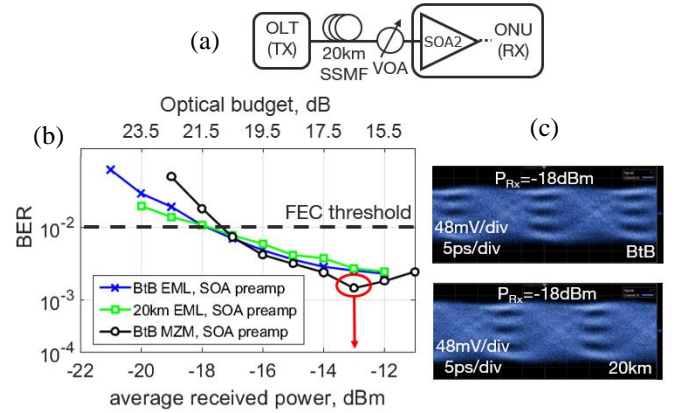 (a)
OLT
(TX)
20km
SSMF
VOA
SOA2
ONU
(RX)
(b)
Optical budget, dB
23.5 21.5 19.5 17.5 15.5
BER
10-2
10-3
10-4
FEC threshold
BtB EML, SOA preamp
20km EML, SOA preamp
BtB MZM, SOA preamp
-22 -20 -18 -16 -14 -12
average received power, dBm
(c)
PRx=-18dBm
48mV/div
5ps/div
BtB
PRx=-18dBm
48mV/div
5ps/div
20km